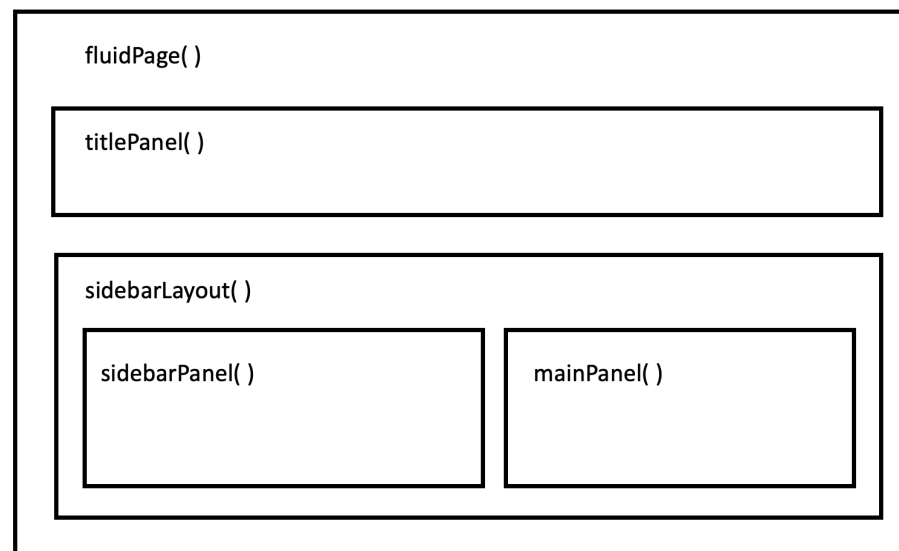 fluidPage( )
titlePanel( )
sidebarLayout( )
sidebarPanel( )
mainPanel( )